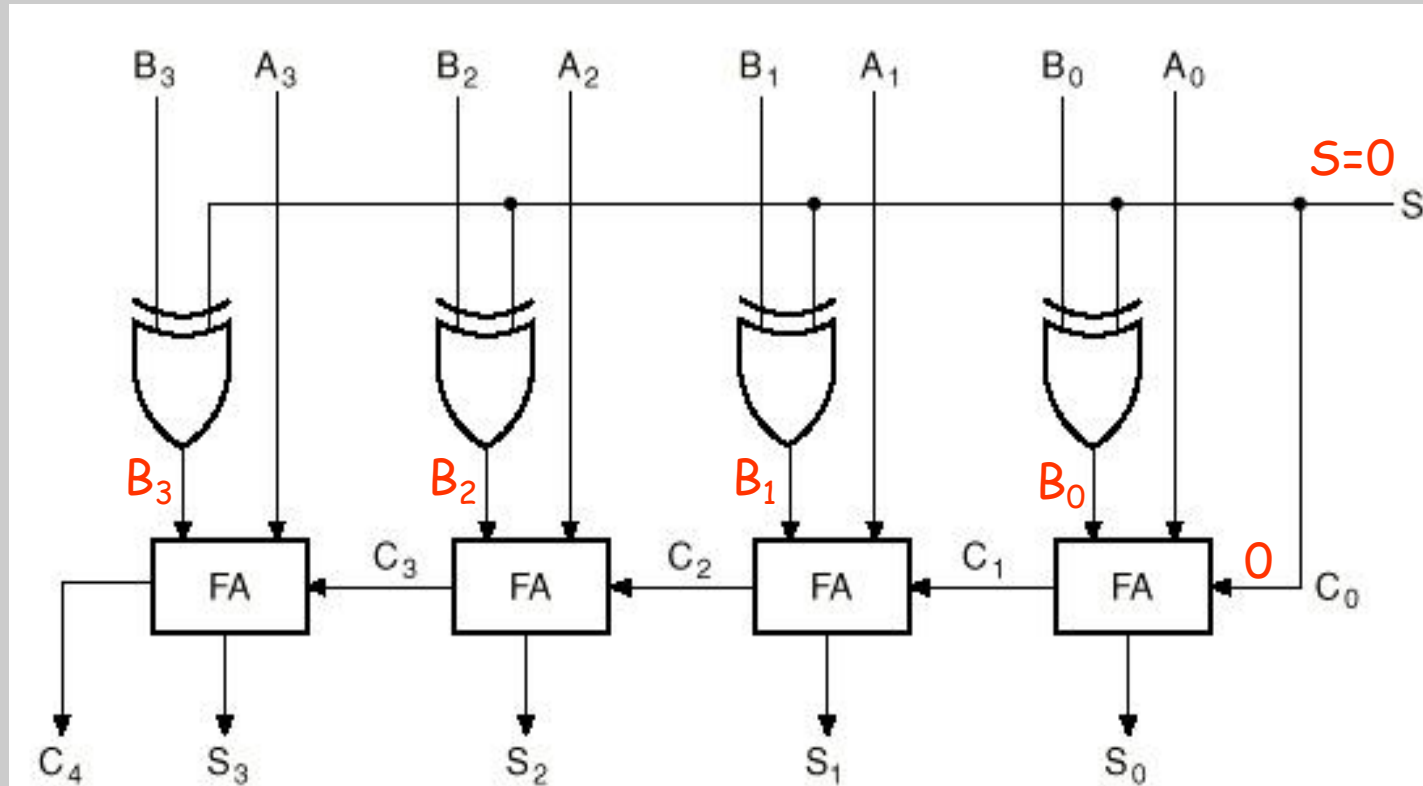 B₃ A₃ B₂ A₂ B₁ A₁ B₀ A₀
S=0
S
B₃ B₂ B₁ B₀
FA C₃ FA C₂ FA C₁ FA 0 C₀
C₄ S₃ S₂ S₁ S₀